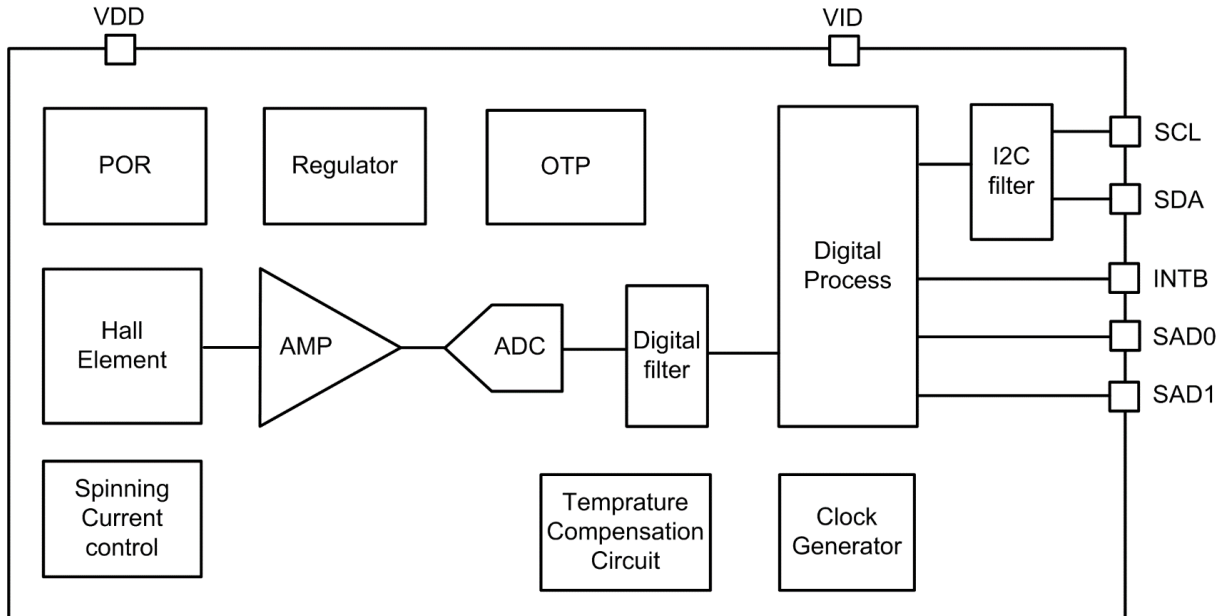 VDD
VID
POR
Regulator
OTP
Digital
Process
I2C
filter
SCL
SDA
INTB
SAD0
SAD1
Hall
Element
AMP
ADC
Digital
filter
Spinning
Current
control
Temprature
Compensation
Circuit
Clock
Generator